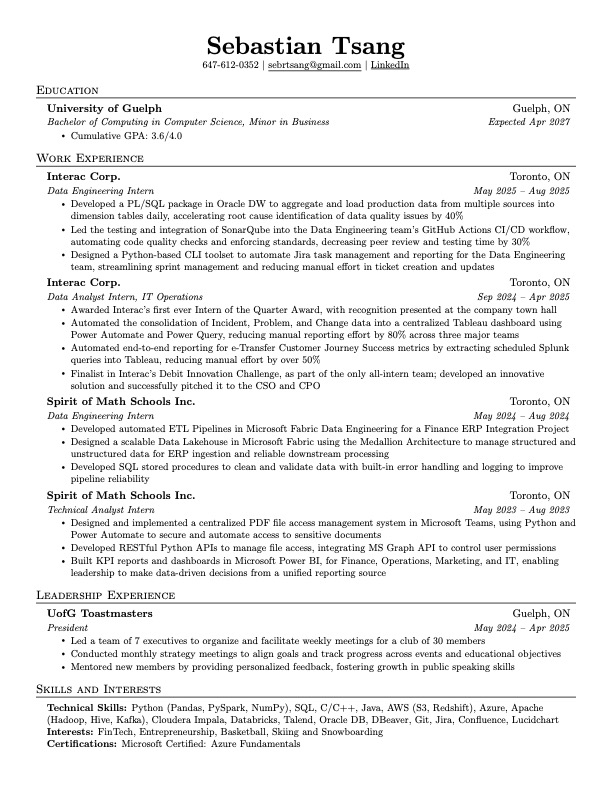 Sebastian Tsang
647-612-0352 | sebrtsang@gmail.com | LinkedIn
Education
University of Guelph Guelph, ON
Bachelor of Computing in Computer Science, Minor in Business Expected Apr 2027
• Cumulative GPA: 3.6/4.0
Work Experience
Interac Corp. Toronto, ON
Data Engineering Intern May 2025 – Aug 2025
• Developed a PL/SQL package in Oracle DW to aggregate and load production data from multiple sources into
dimension tables daily, accelerating root cause identification of data quality issues by 40%
• Led the testing and integration of SonarQube into the Data Engineering team's GitHub Actions CI/CD workflow,
automating code quality checks and enforcing standards, decreasing peer review and testing time by 30%
• Designed a Python-based CLI toolset to automate Jira task management and reporting for the Data Engineering
team, streamlining sprint management and reducing manual effort in ticket creation and updates
Interac Corp. Toronto, ON
Data Analyst Intern, IT Operations Sep 2024 – Apr 2025
• Awarded Interac's first ever Intern of the Quarter Award, with recognition presented at the company town hall
• Automated the consolidation of Incident, Problem, and Change data into a centralized Tableau dashboard using
Power Automate and Power Query, reducing manual reporting effort by 80% across three major teams
• Automated end-to-end reporting for e-Transfer Customer Journey Success metrics by extracting scheduled Splunk
queries into Tableau, reducing manual effort by over 50%
• Finalist in Interac's Debit Innovation Challenge, as part of the only all-intern team; developed an innovative
solution and successfully pitched it to the CSO and CPO
Spirit of Math Schools Inc. Toronto, ON
Data Engineering Intern May 2024 – Aug 2024
• Developed automated ETL Pipelines in Microsoft Fabric Data Engineering for a Finance ERP Integration Project
• Designed a scalable Data Lakehouse in Microsoft Fabric using the Medallion Architecture to manage structured and
unstructured data for ERP ingestion and reliable downstream processing
• Developed SQL stored procedures to clean and validate data with built-in error handling and logging to improve
pipeline reliability
Spirit of Math Schools Inc. Toronto, ON
Technical Analyst Intern May 2023 – Aug 2023
• Designed and implemented a centralized PDF file access management system in Microsoft Teams, using Python and
Power Automate to secure and automate access to sensitive documents
• Developed RESTful Python APIs to manage file access, integrating MS Graph API to control user permissions
• Built KPI reports and dashboards in Microsoft Power BI, for Finance, Operations, Marketing, and IT, enabling
leadership to make data-driven decisions from a unified reporting source
Leadership Experience
UofG Toastmasters Guelph, ON
President May 2024 – Apr 2025
• Led a team of 7 executives to organize and facilitate weekly meetings for a club of 30 members
• Conducted monthly strategy meetings to align goals and track progress across events and educational objectives
• Mentored new members by providing personalized feedback, fostering growth in public speaking skills
Skills and Interests
Technical Skills: Python (Pandas, PySpark, NumPy), SQL, C/C++, Java, AWS (S3, Redshift), Azure, Apache
(Hadoop, Hive, Kafka), Cloudera Impala, Databricks, Talend, Oracle DB, DBeaver, Git, Jira, Confluence, Lucidchart
Interests: FinTech, Entrepreneurship, Basketball, Skiing and Snowboarding
Certifications: Microsoft Certified: Azure Fundamentals